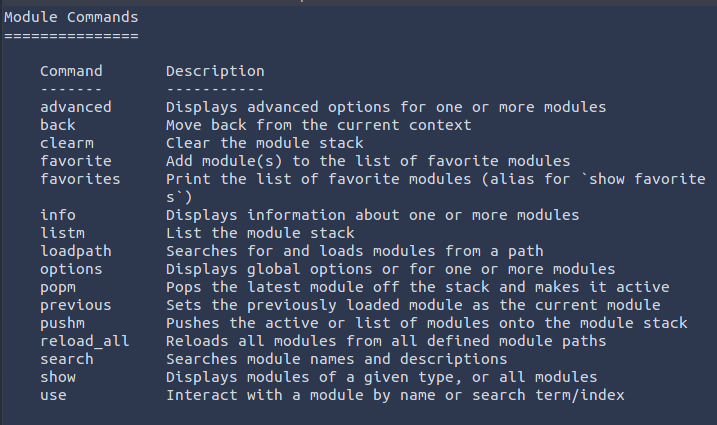 Module Commands
===============
Command Description
------- -----------
advanced Displays advanced options for one or more modules
back Move back from the current context
clearm Clear the module stack
favorite Add module(s) to the list of favorite modules
favorites Print the list of favorite modules (alias for `show favorite
s`)
info Displays information about one or more modules
listm List the module stack
loadpath Searches for and loads modules from a path
options Displays global options or for one or more modules
popm Pops the latest module off the stack and makes it active
previous Sets the previously loaded module as the current module
pushm Pushes the active or list of modules onto the module stack
reload_all Reloads all modules from all defined module paths
search Searches module names and descriptions
show Displays modules of a given type, or all modules
use Interact with a module by name or search term/index